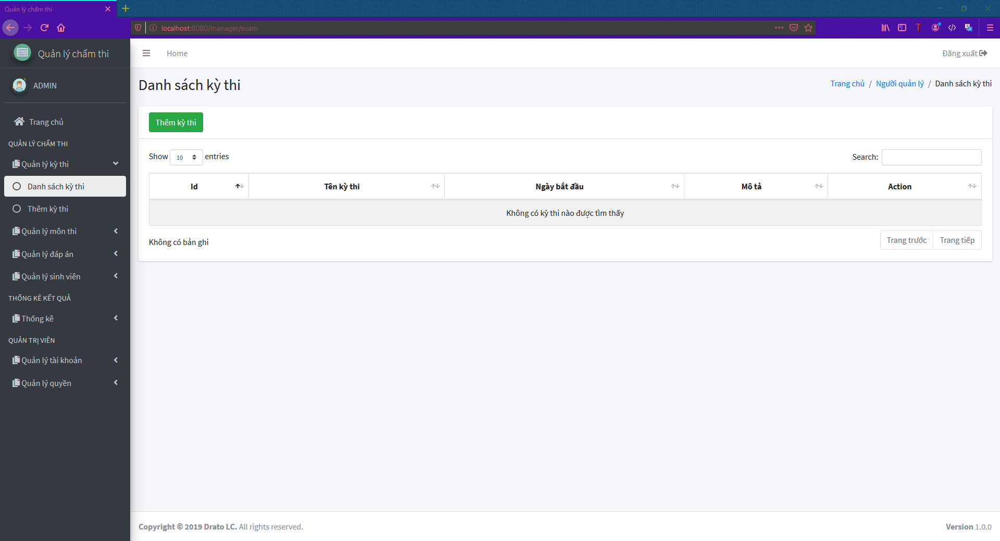 Quản lý chấm thi
localhost:8080/manager/exam
Quản lý chấm thi
Home
Đăng xuất
ADMIN
Danh sách kỳ thi
Trang chủ / Người quản lý / Danh sách kỳ thi
Trang chủ
QUẢN LÝ CHẤM THI
Quản lý kỳ thi
Danh sách kỳ thi
Thêm kỳ thi
Quản lý môn thi
Quản lý đáp án
Quản lý sinh viên
THỐNG KÊ KẾT QUẢ
Thống kê
QUẢN TRỊ VIÊN
Quản lý tài khoản
Quản lý quyền
Thêm kỳ thi
Show 10 entries
Search:
Id Tên kỳ thi Ngày bắt đầu Mô tả Action
Không có kỳ thi nào được tìm thấy
Không có bản ghi
Trang trước Trang tiếp
Copyright © 2019 Drato LC. All rights reserved.
Version 1.0.0